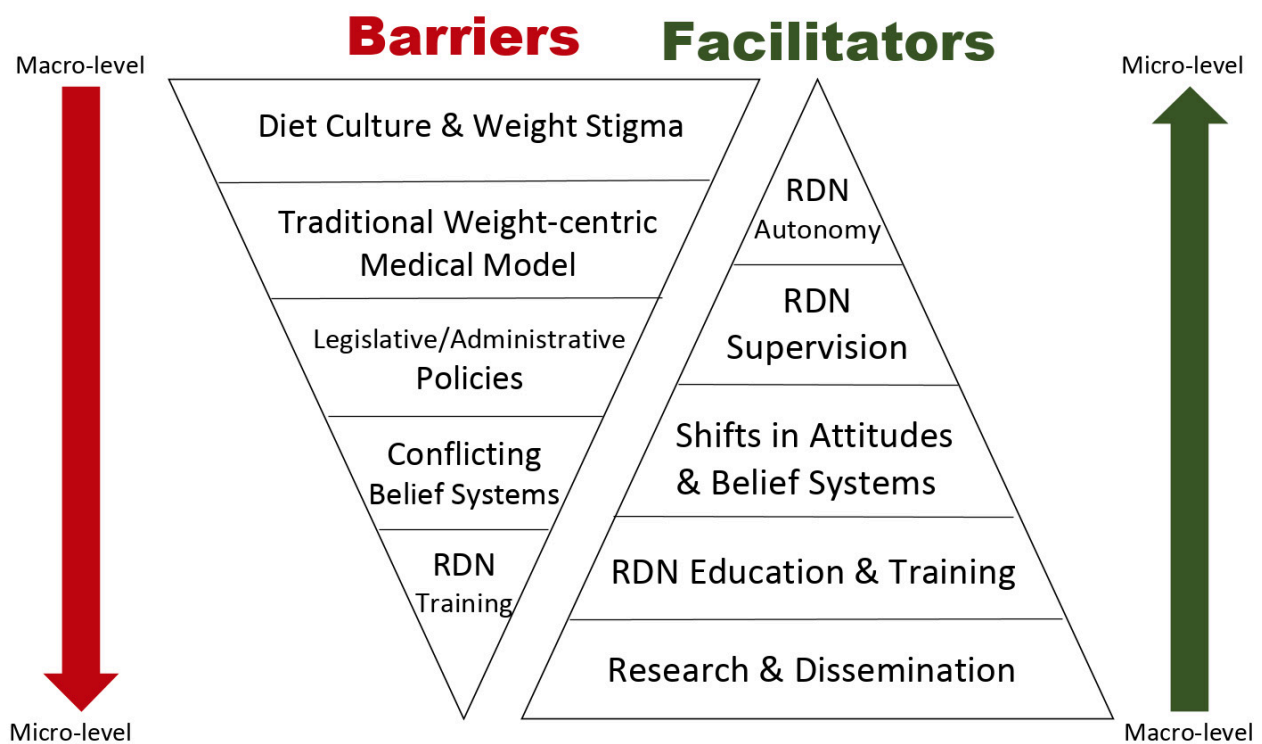 Barriers
Facilitators
Macro-level
Micro-level
Diet Culture & Weight Stigma
Traditional Weight-centric
Medical Model
Legislative/Administrative
Policies
Conflicting
Belief Systems
RDN
Training
RDN
Autonomy
RDN
Supervision
Shifts in Attitudes
& Belief Systems
RDN Education & Training
Research & Dissemination
Micro-level
Macro-level